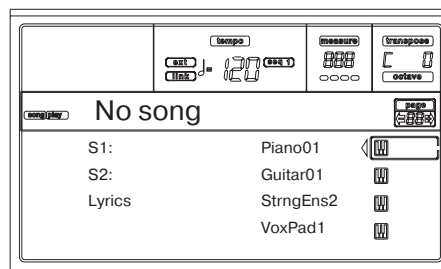 tempo measure transpose
ext link ♩= 120 seq 1 888 C 0
octave
song play No song page
88
S1: Piano01
S2: Guitar01
Lyrics StrngEns2
VoxPad1